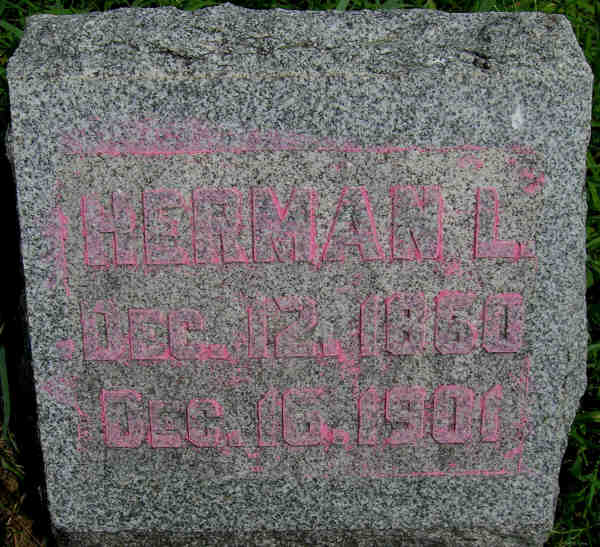 HERMAN L.
DEC. 12, 1860
DEC. 16, 1901